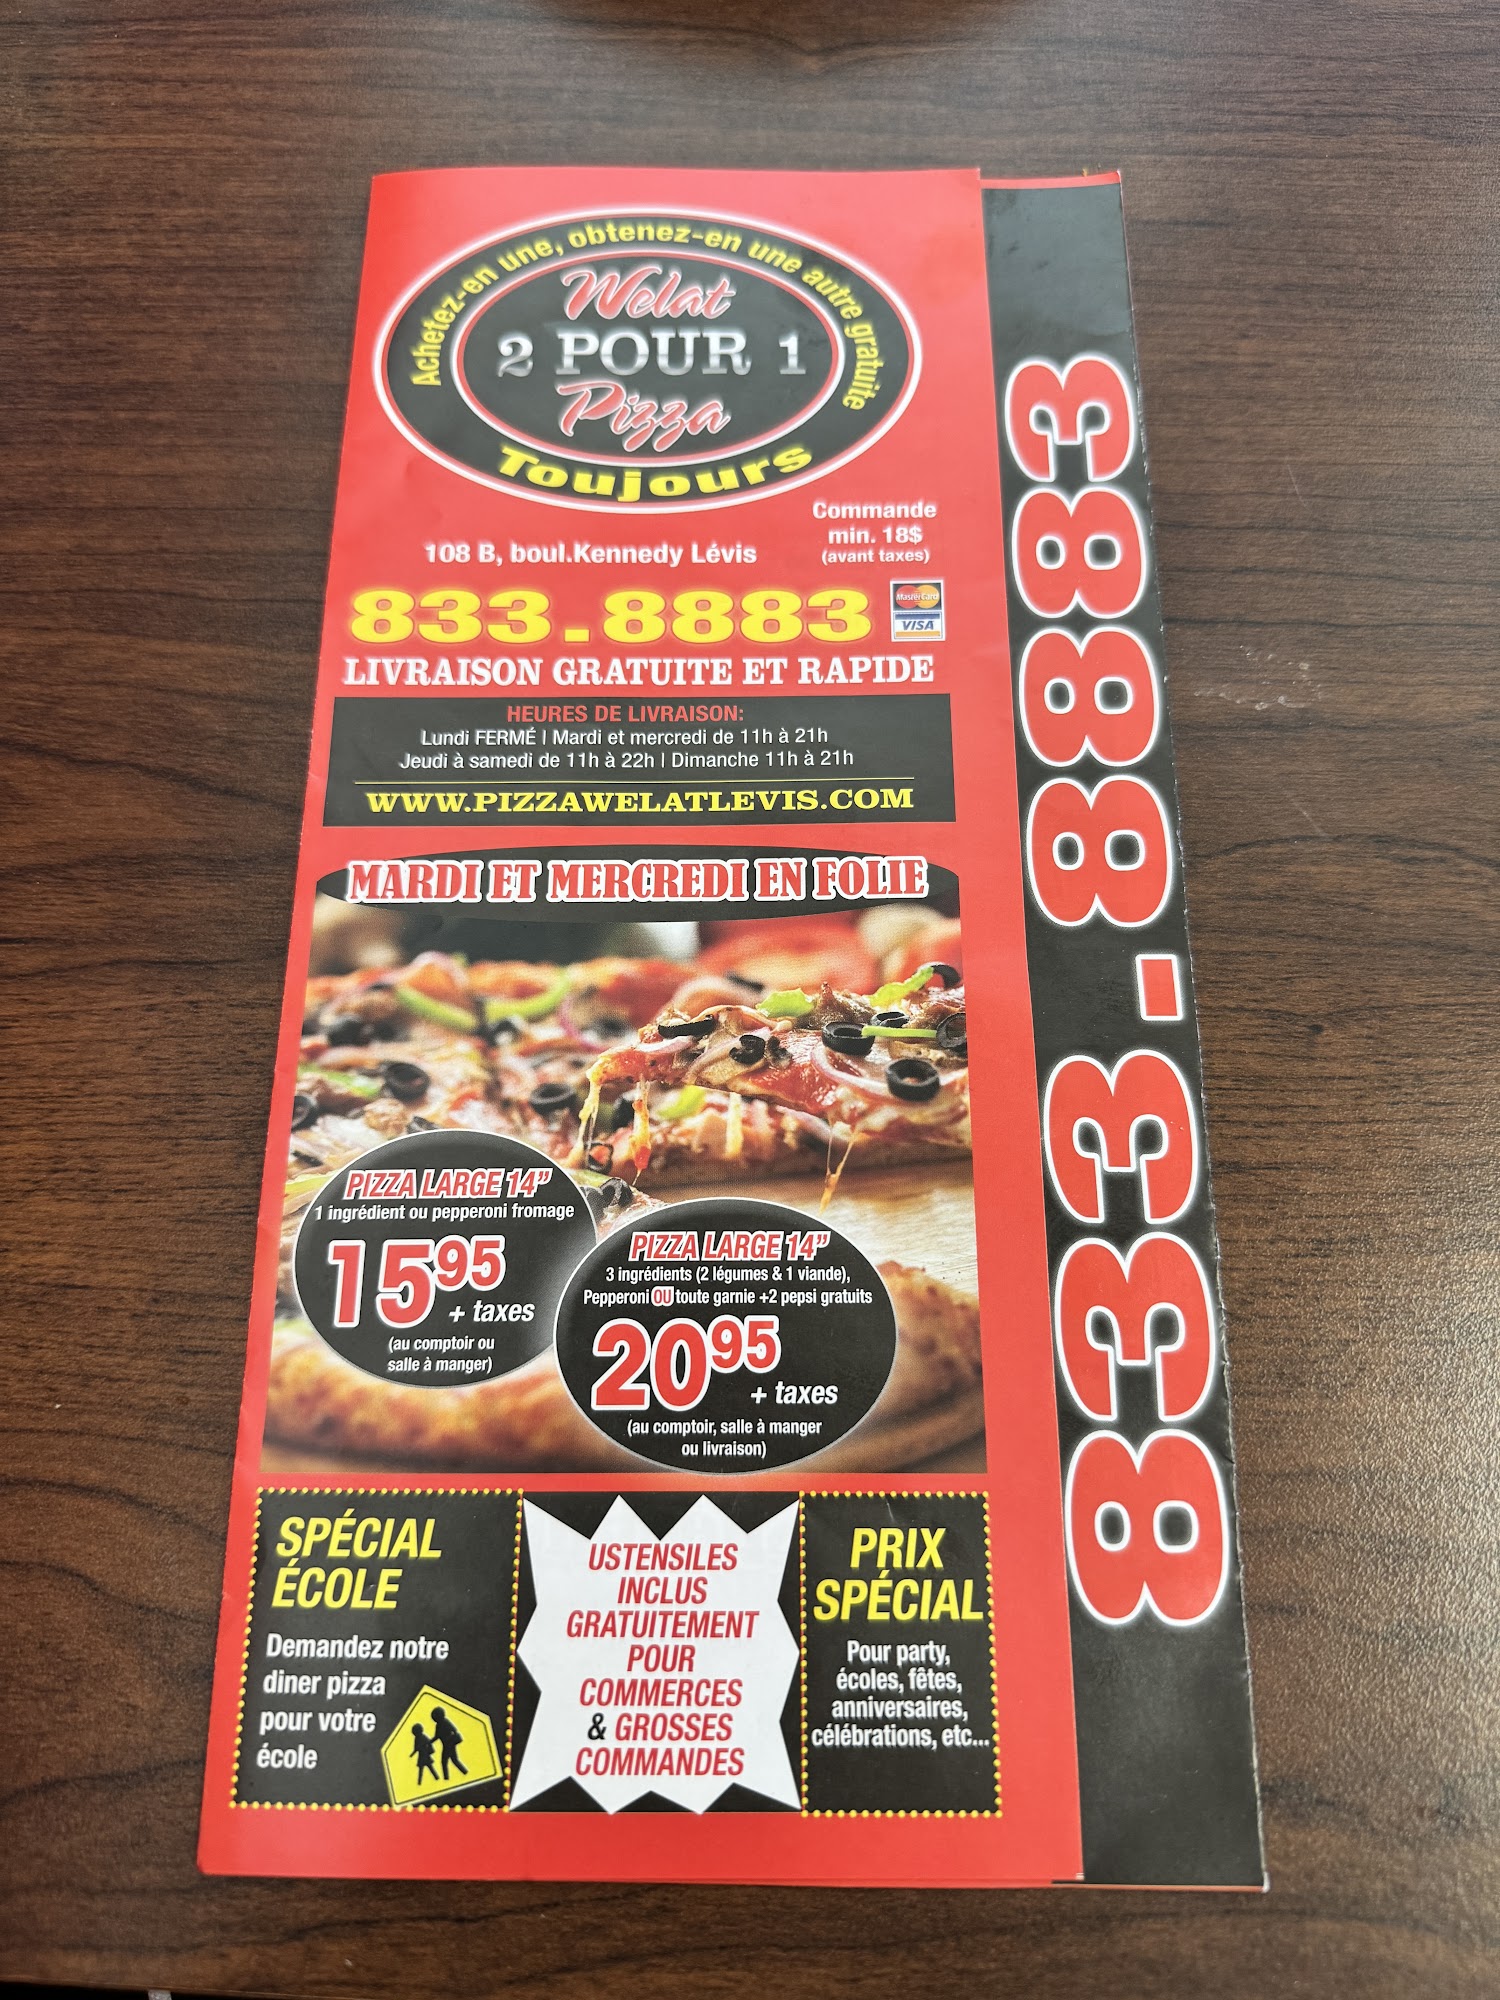 Achetez-en une, obtenez-en une autre gratuite
Welat
2 POUR 1
Pizza
Toujours
Commande
min. 18$
(avant taxes)
108 B, boul.Kennedy Lévis
833.8883
MasterCard
VISA
LIVRAISON GRATUITE ET RAPIDE
HEURES DE LIVRAISON:
Lundi FERMÉ | Mardi et mercredi de 11h à 21h
Jeudi à samedi de 11h à 22h | Dimanche 11h à 21h
WWW.PIZZAWELATLEVIS.COM
MARDI ET MERCREDI EN FOLIE
PIZZA LARGE 14”
1 ingrédient ou pepperoni fromage
1595
+ taxes
(au comptoir ou
salle à manger)
PIZZA LARGE 14”
3 ingrédients (2 légumes & 1 viande),
Pepperoni OU toute garnie +2 pepsi gratuits
2095
+ taxes
(au comptoir, salle à manger
ou livraison)
SPÉCIAL
ÉCOLE
Demandez notre
diner pizza
pour votre
école
USTENSILES
INCLUS
GRATUITEMENT
POUR
COMMERCES
& GROSSES
COMMANDES
PRIX
SPÉCIAL
Pour party,
écoles, fêtes,
anniversaires,
célébrations, etc...
833-8883